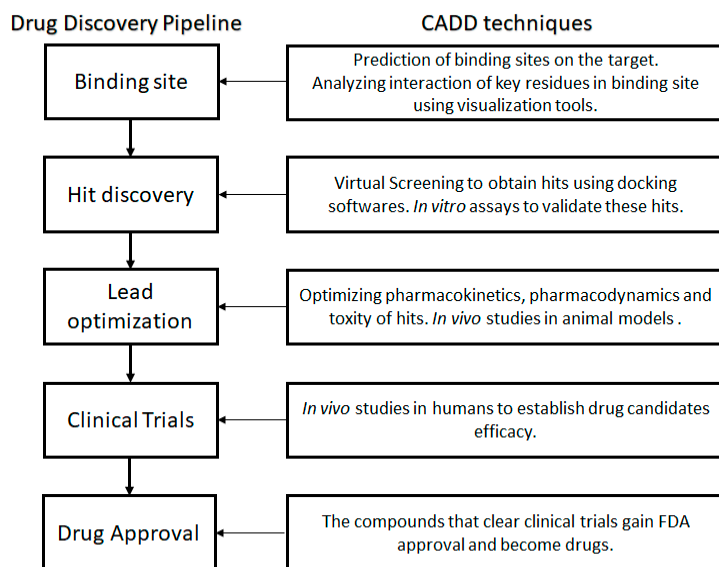 Drug Discovery Pipeline
CADD techniques
Binding site
Prediction of binding sites on the target.
Analyzing interaction of key residues in binding site
using visualization tools.
Hit discovery
Virtual Screening to obtain hits using docking
softwares. In vitro assays to validate these hits.
Lead
optimization
Optimizing pharmacokinetics, pharmacodynamics and
toxity of hits. In vivo studies in animal models .
Clinical Trials
In vivo studies in humans to establish drug candidates
efficacy.
Drug Approval
The compounds that clear clinical trials gain FDA
approval and become drugs.